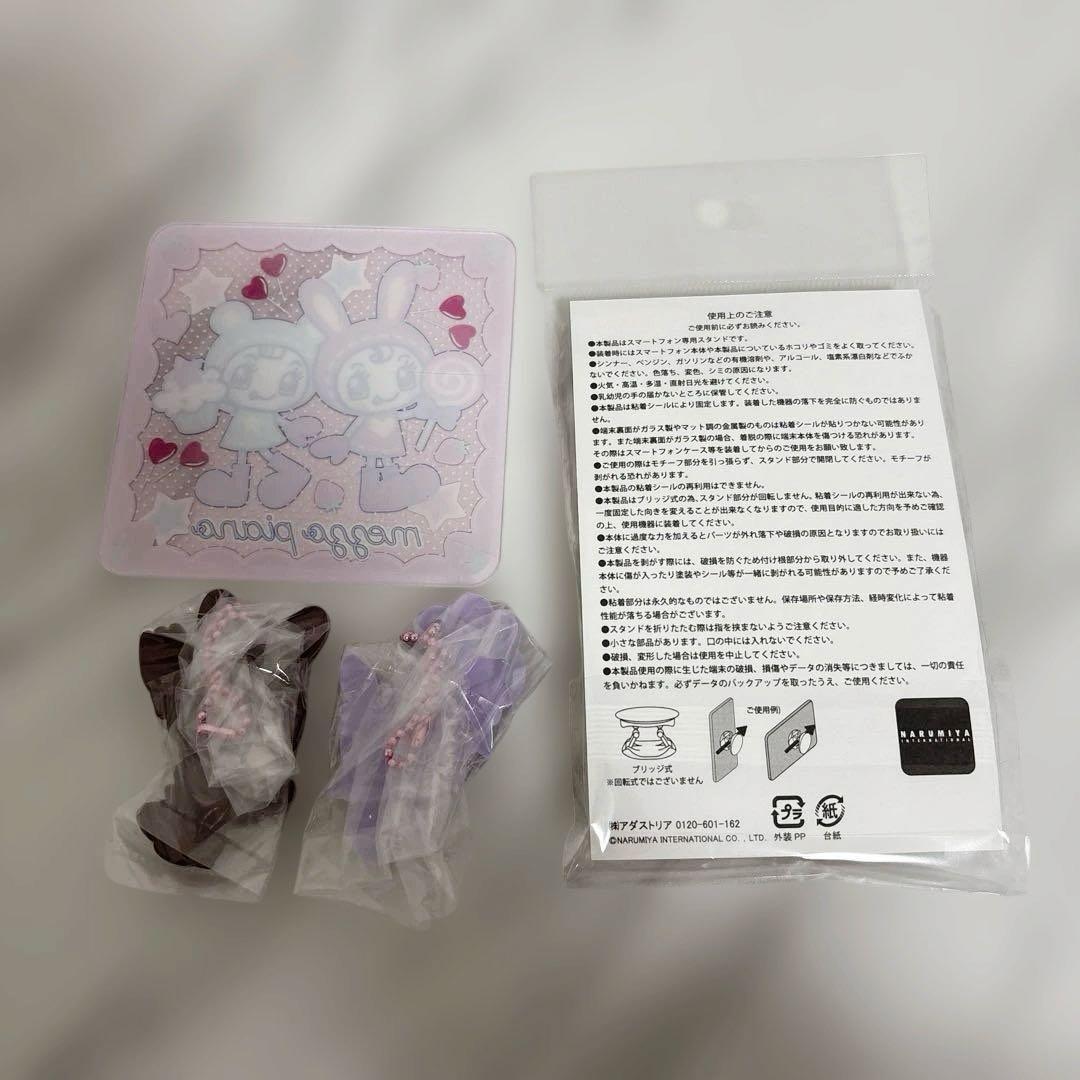 mezzo piano
使用上のご注意
ご使用前に必ずお読みください。
●本製品はスマートフォン専用スタンドです。
●装着時にはスマートフォン本体や本製品についているホコリやゴミをよく取ってください。
●シンナー、ベンジン、ガソリンなどの有機溶剤や、アルコール、塩素系漂白剤などでふか
ないでください。色落ち、変色、シミの原因になります。
●火気・高温・多湿・直射日光を避けてください。
●乳幼児の手の届かないところに保管してください。
●本製品は粘着シールにより固定します。装着した機器の落下を完全に防ぐものではありま
せん。
●端末裏面がガラス製やマット調の金属製のものは粘着シールが貼りつかない可能性があり
ます。また端末裏面がガラス製の場合、着脱の際に端末本体を傷つける恐れがあります。
その際はスマートフォンケース等を装着してからのご使用をお願い致します。
●ご使用の際はモチーフ部分を引っ張らず、スタンド部分で開閉してください。モチーフが
剥がれる恐れがあります。
●本製品の粘着シールの再利用はできません。
●本製品はブリッジ式の為、スタンド部分が回転しません。粘着シールの再利用が出来ない為、
一度固定した向きを変えることが出来なくなりますので、使用目的に適した方向を予めご確認
の上、使用機器に装着してください。
●本体に過度な力を加えるとパーツが外れ落下や破損の原因となりますのでお取り扱いには
ご注意ください。
●本製品を剥がす際には、破損を防ぐため付け根部分から取り外してください。また、機器
本体に傷が入ったり塗装やシール等が一緒に剥がれる可能性がありますので予めご了承くだ
さい。
●粘着部分は永久的なものではございません。保存場所や保存方法、経時変化によって粘着
性能が落ちる場合がございます。
●スタンドを折りたたむ際は指を挟まないようご注意ください。
●小さな部品があります。口の中には入れないでください。
●破損、変形した場合は使用を中止してください。
●本製品使用の際に生じた端末の破損、損傷やデータの消失等につきましては、一切の責任
を負いかねます。必ずデータのバックアップを取ったうえ、ご使用ください。
ご使用例)
ブリッジ式
※回転式ではございません
NARUMIYA
INTERNATIONAL
㈱アダストリア 0120-601-162
©NARUMIYA INTERNATIONAL CO., LTD.
プラ
外装 PP
紙
台紙